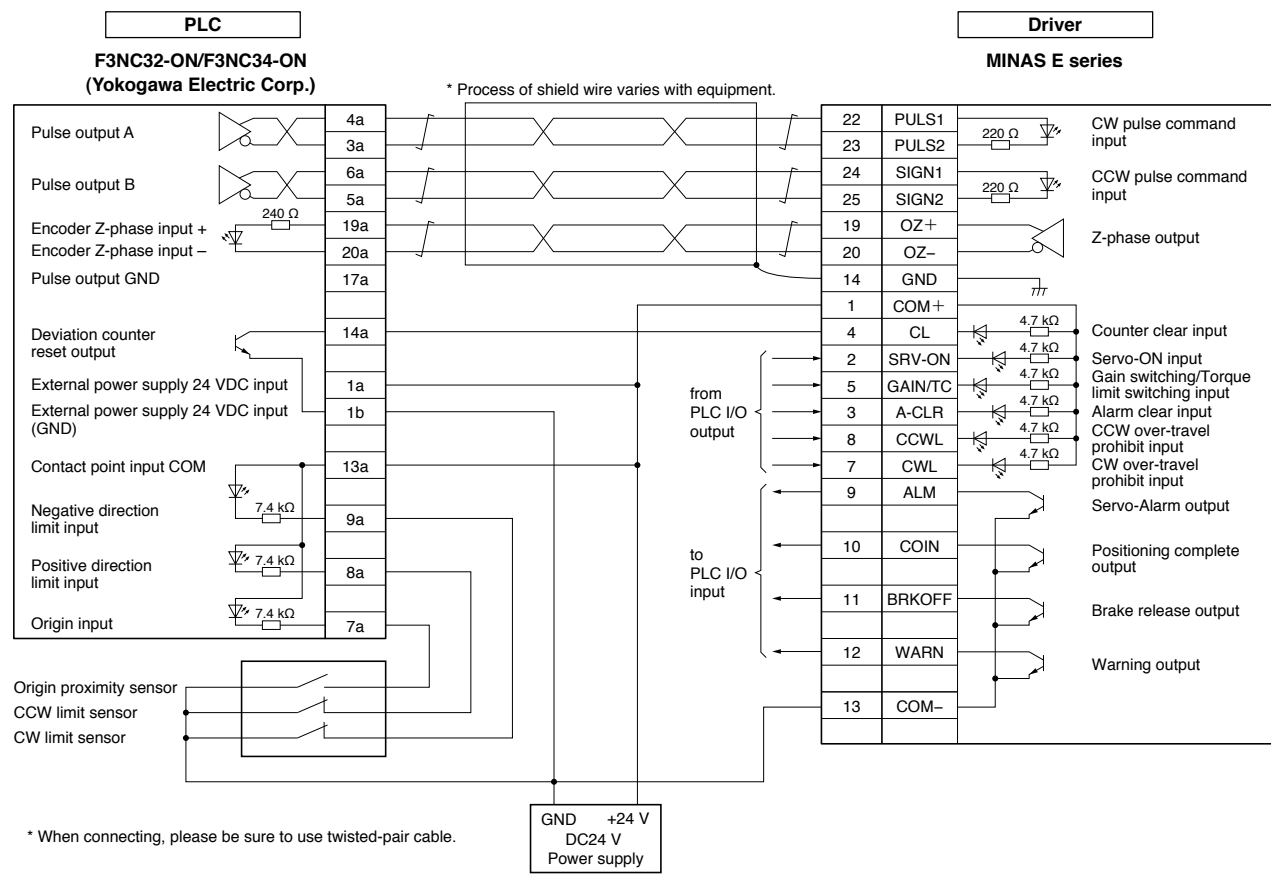 PLC
F3NC32-ON/F3NC34-ON
(Yokogawa Electric Corp.)
Driver
MINAS E series
* Process of shield wire varies with equipment.
Pulse output A
4a
3a
Pulse output B
6a
5a
240 Ω
Encoder Z-phase input +
19a
Encoder Z-phase input −
20a
Pulse output GND
17a
Deviation counter
reset output
14a
External power supply 24 VDC input
1a
External power supply 24 VDC input
(GND)
1b
Contact point input COM
13a
Negative direction
limit input
7.4 kΩ
9a
Positive direction
limit input
7.4 kΩ
8a
Origin input
7.4 kΩ
7a
Origin proximity sensor
CCW limit sensor
CW limit sensor
from
PLC I/O
output
to
PLC I/O
input
22 PULS1
23 PULS2
220 Ω
CW pulse command
input
24 SIGN1
25 SIGN2
220 Ω
CCW pulse command
input
19 OZ+
20 OZ−
Z-phase output
14 GND
1 COM+
4 CL
4.7 kΩ
Counter clear input
2 SRV-ON
4.7 kΩ
Servo-ON input
5 GAIN/TC
4.7 kΩ
Gain switching/Torque
limit switching input
3 A-CLR
4.7 kΩ
Alarm clear input
8 CCWL
4.7 kΩ
CCW over-travel
prohibit input
7 CWL
4.7 kΩ
CW over-travel
prohibit input
9 ALM
Servo-Alarm output
10 COIN
Positioning complete
output
11 BRKOFF
Brake release output
12 WARN
Warning output
13 COM−
GND +24 V
DC24 V
Power supply
* When connecting, please be sure to use twisted-pair cable.